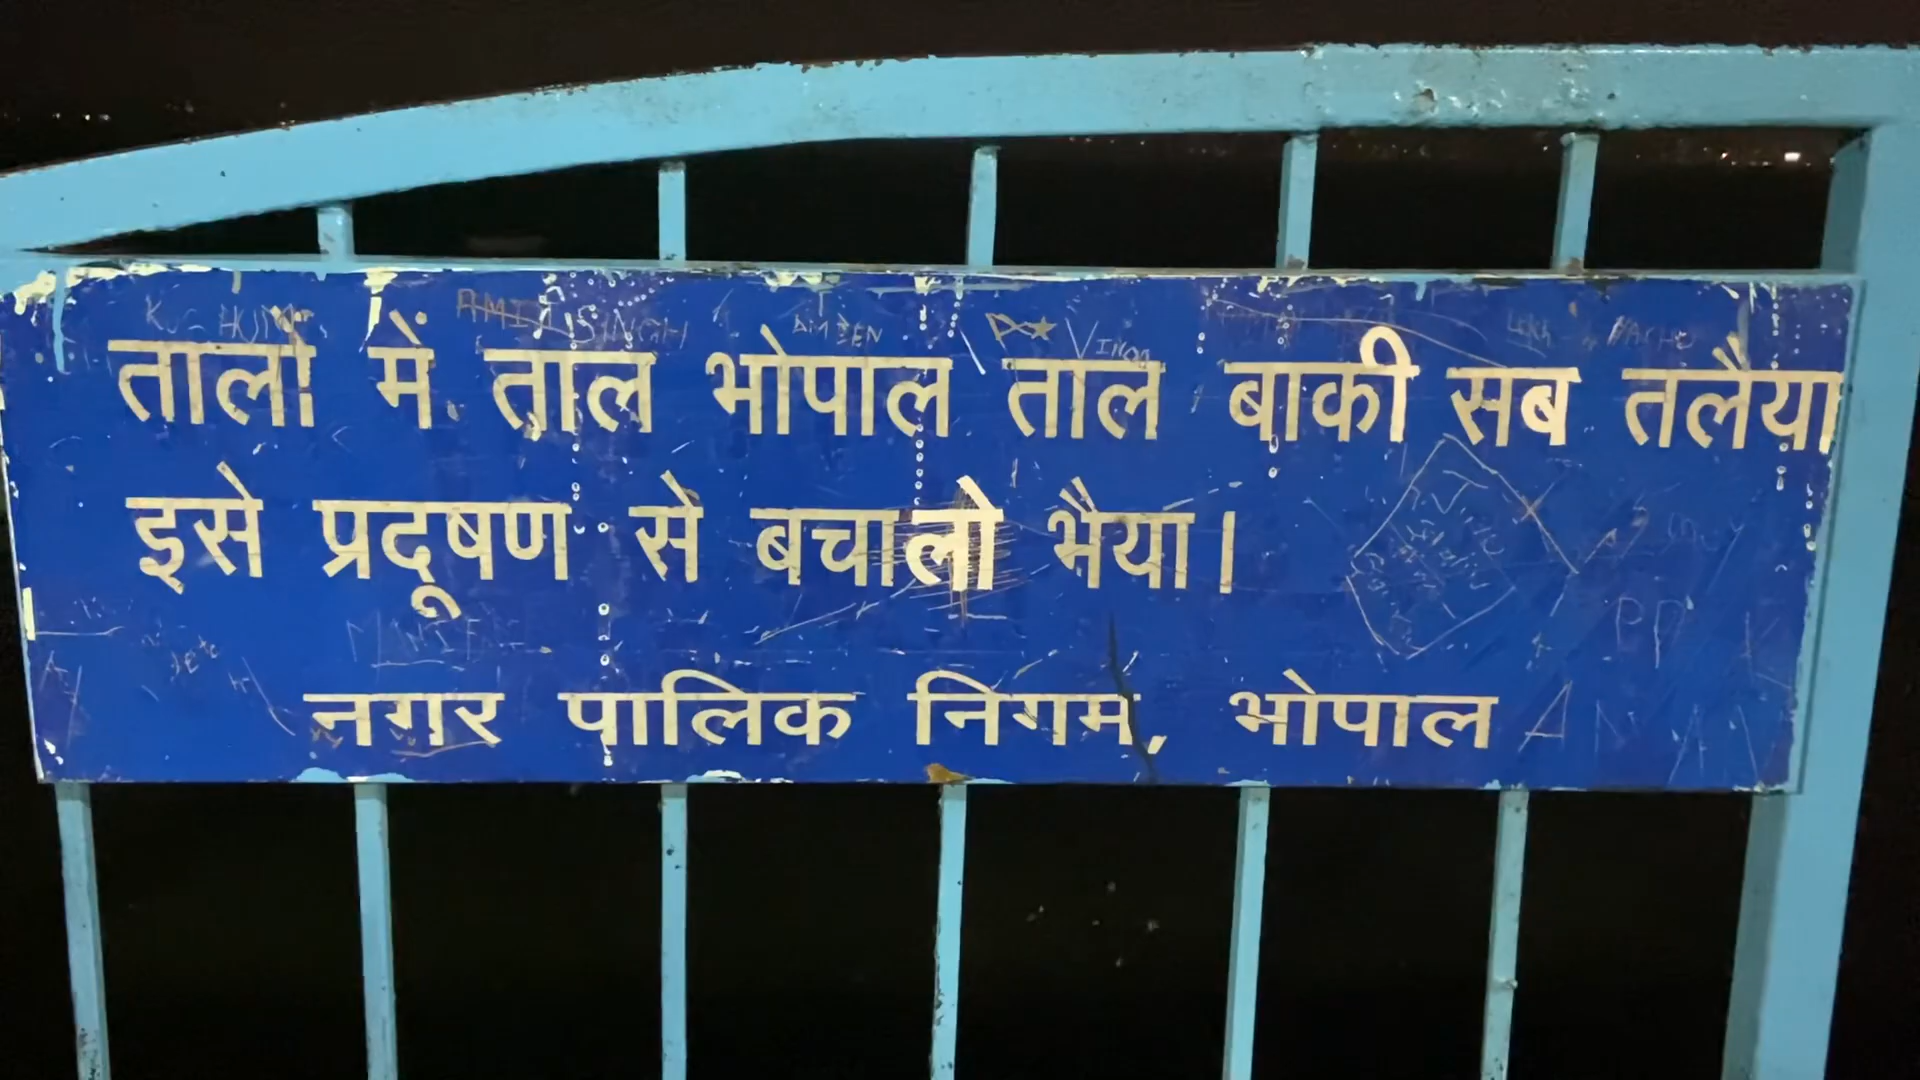 तालों में ताल भोपाल ताल बाकी सब तलैया
इसे प्रदूषण से बचालो भैया।
नगर पालिक निगम, भोपाल